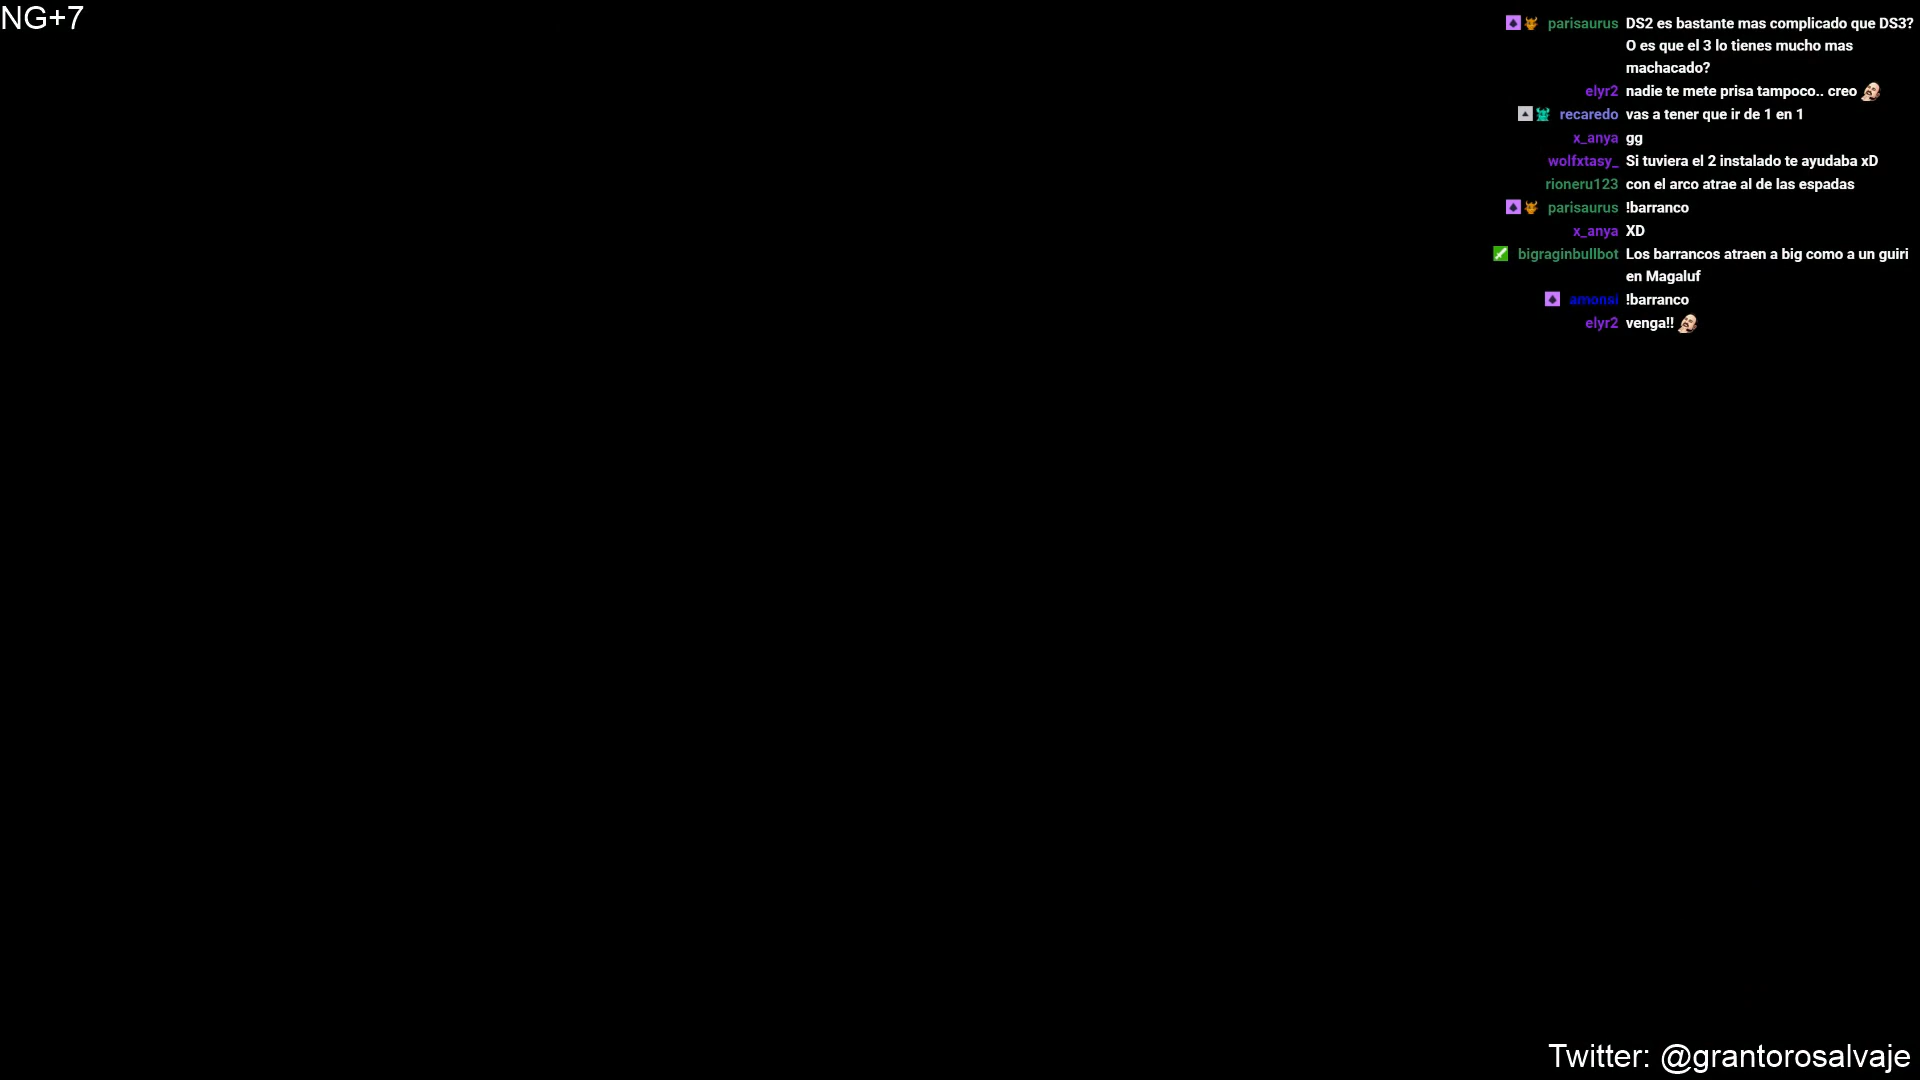 NG+7
parisaurus DS2 es bastante mas complicado que DS3?
O es que el 3 lo tienes mucho mas
machacado?
elyr2 nadie te mete prisa tampoco.. creo
recaredo vas a tener que ir de 1 en 1
x_anya gg
wolfxtasy_ Si tuviera el 2 instalado te ayudaba xD
rioneru123 con el arco atrae al de las espadas
parisaurus !barranco
x_anya XD
bigraginbullbot Los barrancos atraen a big como a un guiri
en Magaluf
amonsi !barranco
elyr2 venga!!
Twitter: @grantorosalvaje